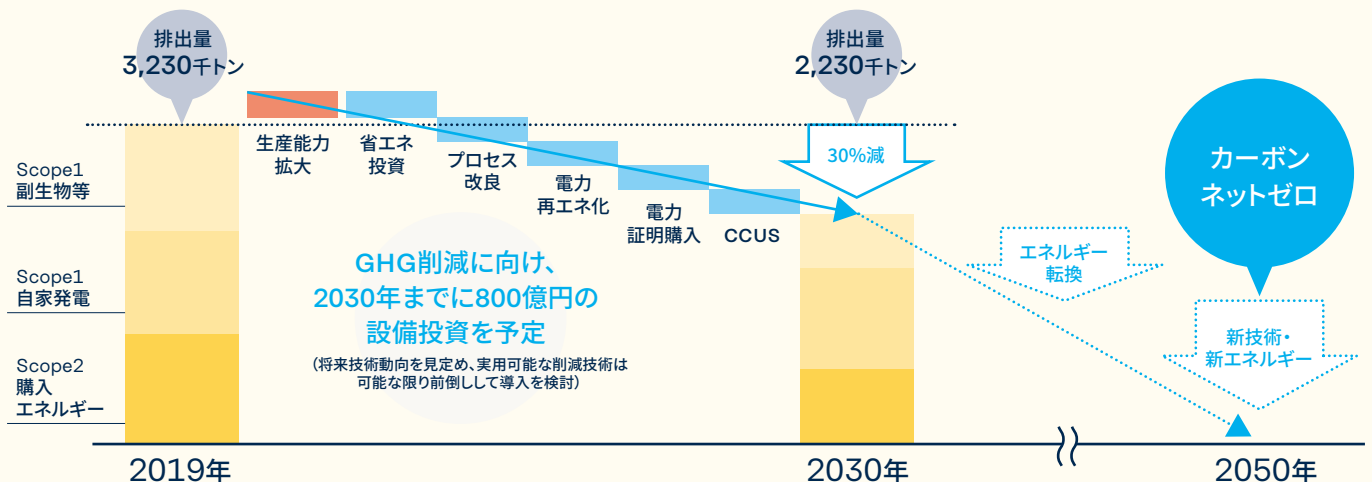 排出量
3,230千トン
排出量
2,230千トン
生産能力
拡大
省エネ
投資
プロセス
改良
電力
再エネ化
電力
証明購入
CCUS
30%減
カーボン
ネットゼロ
Scope1
副生物等
Scope1
自家発電
Scope2
購入
エネルギー
GHG削減に向け、
2030年までに800億円の
設備投資を予定
(将来技術動向を見定め、実用可能な削減技術は
可能な限り前倒しして導入を検討)
エネルギー
転換
新技術・
新エネルギー
2019年
2030年
2050年